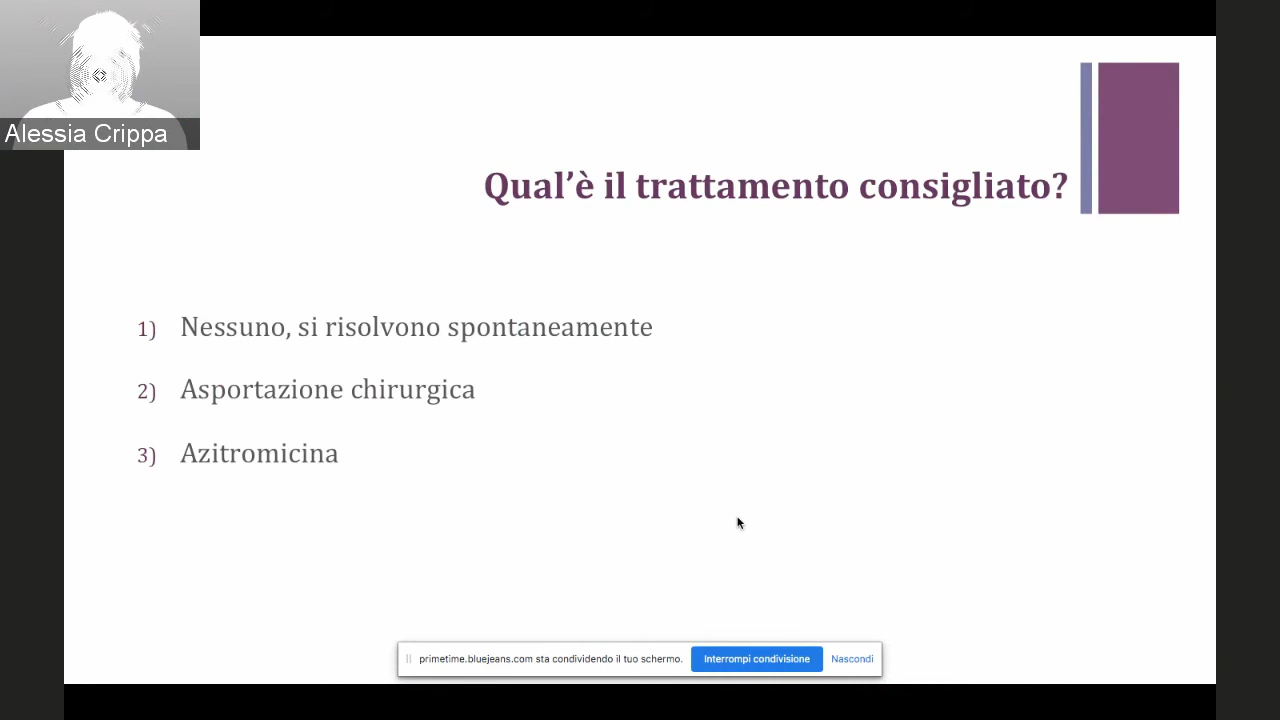 Alessia Crippa
Qual’è il trattamento consigliato?
1) Nessuno, si risolvono spontaneamente
2) Asportazione chirurgica
3) Azitromicina
primetime.bluejeans.com sta condividendo il tuo schermo. Interrompi condivisione Nascondi